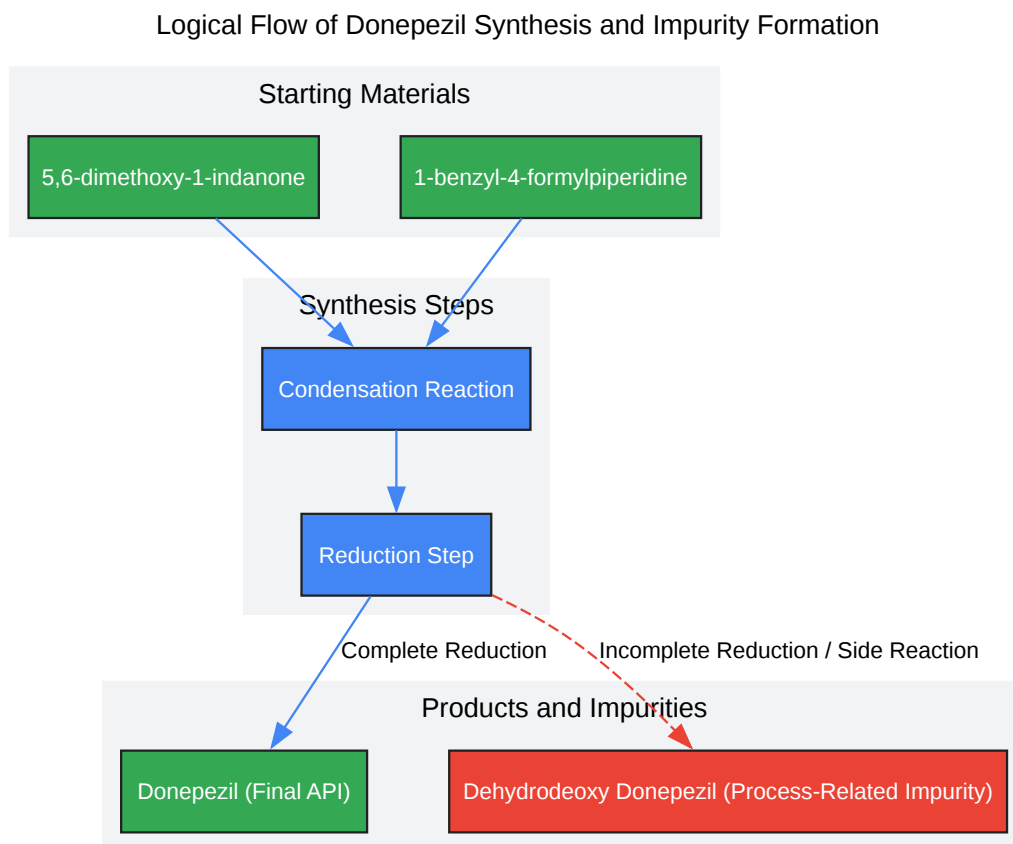 Logical Flow of Donepezil Synthesis and Impurity Formation
Starting Materials
5,6-dimethoxy-1-indanone
1-benzyl-4-formylpiperidine
Synthesis Steps
Condensation Reaction
Reduction Step
Complete Reduction
Incomplete Reduction / Side Reaction
Products and Impurities
Donepezil (Final API)
Dehydrodeoxy Donepezil (Process-Related Impurity)